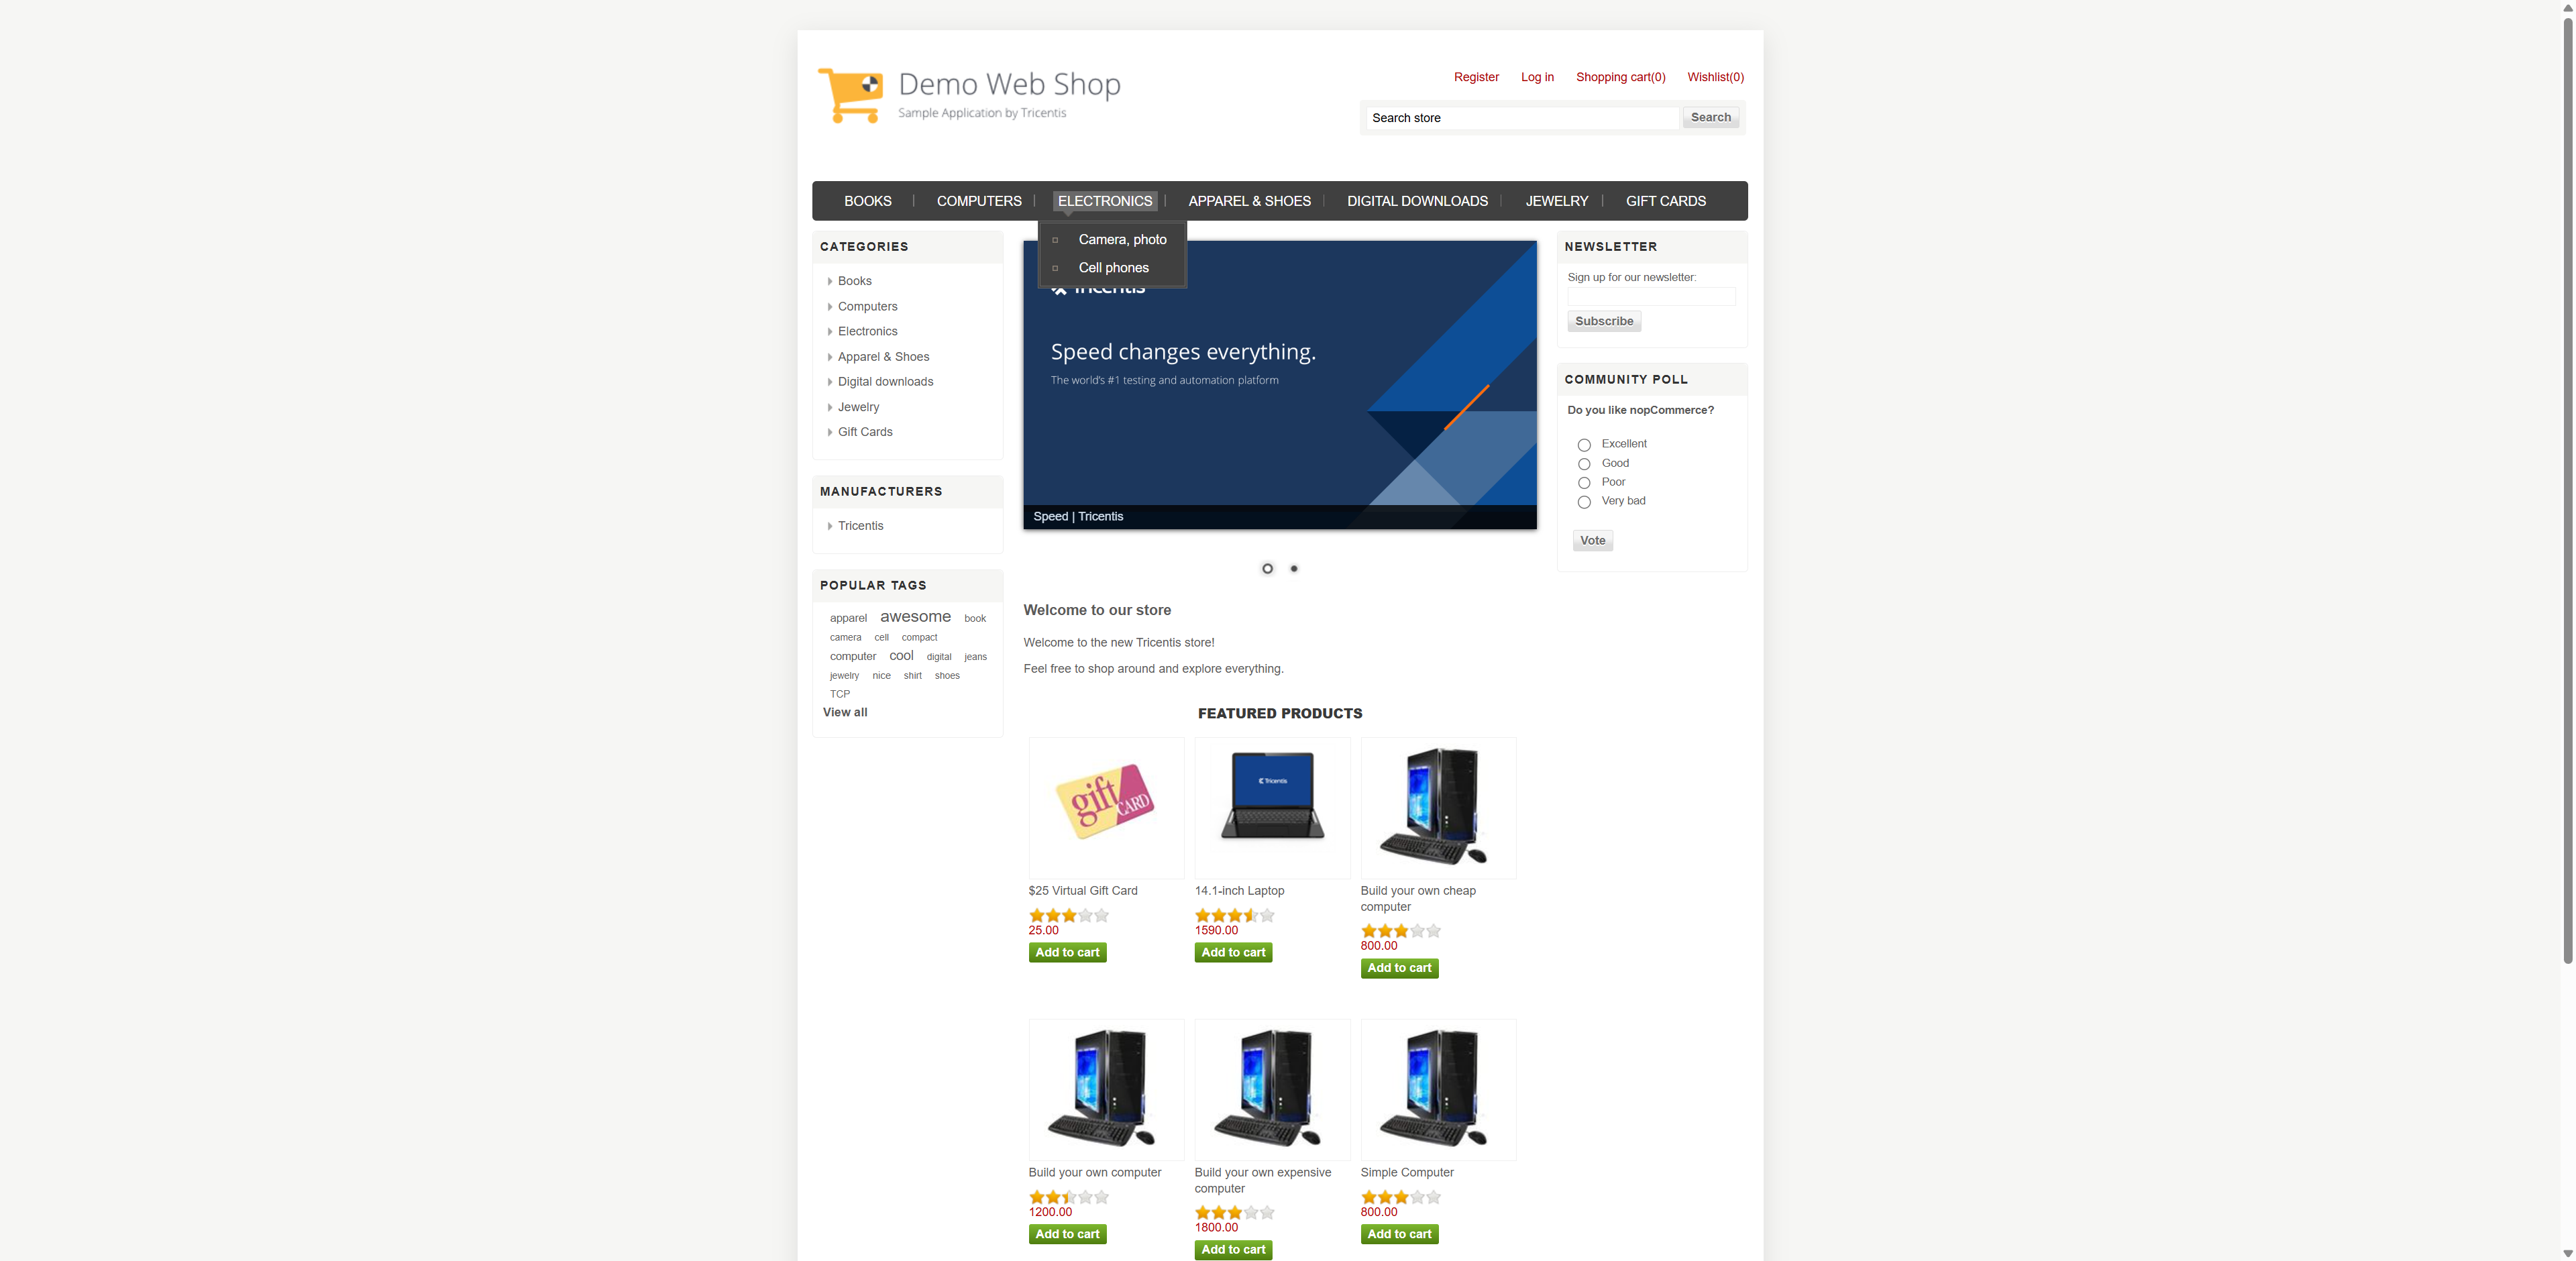 Demo Web Shop
Sample Application by Tricentis
Register Log in Shopping cart(0) Wishlist(0)
Search store Search
BOOKS COMPUTERS ELECTRONICS APPAREL & SHOES DIGITAL DOWNLOADS JEWELRY GIFT CARDS
Camera, photo
Cell phones
CATEGORIES
Books
Computers
Electronics
Apparel & Shoes
Digital downloads
Jewelry
Gift Cards
MANUFACTURERS
Tricentis
POPULAR TAGS
apparel awesome book
camera cell compact
computer cool digital jeans
jewelry nice shirt shoes
TCP
View all
Tricentis
Speed changes everything.
The world's #1 testing and automation platform
Speed | Tricentis
Welcome to our store
Welcome to the new Tricentis store!
Feel free to shop around and explore everything.
FEATURED PRODUCTS
gift CARD
$25 Virtual Gift Card
25.00
Add to cart
Tricentis
14.1-inch Laptop
1590.00
Add to cart
Build your own cheap
computer
800.00
Add to cart
Build your own computer
1200.00
Add to cart
Build your own expensive
computer
1800.00
Add to cart
Simple Computer
800.00
Add to cart
NEWSLETTER
Sign up for our newsletter:
Subscribe
COMMUNITY POLL
Do you like nopCommerce?
Excellent
Good
Poor
Very bad
Vote